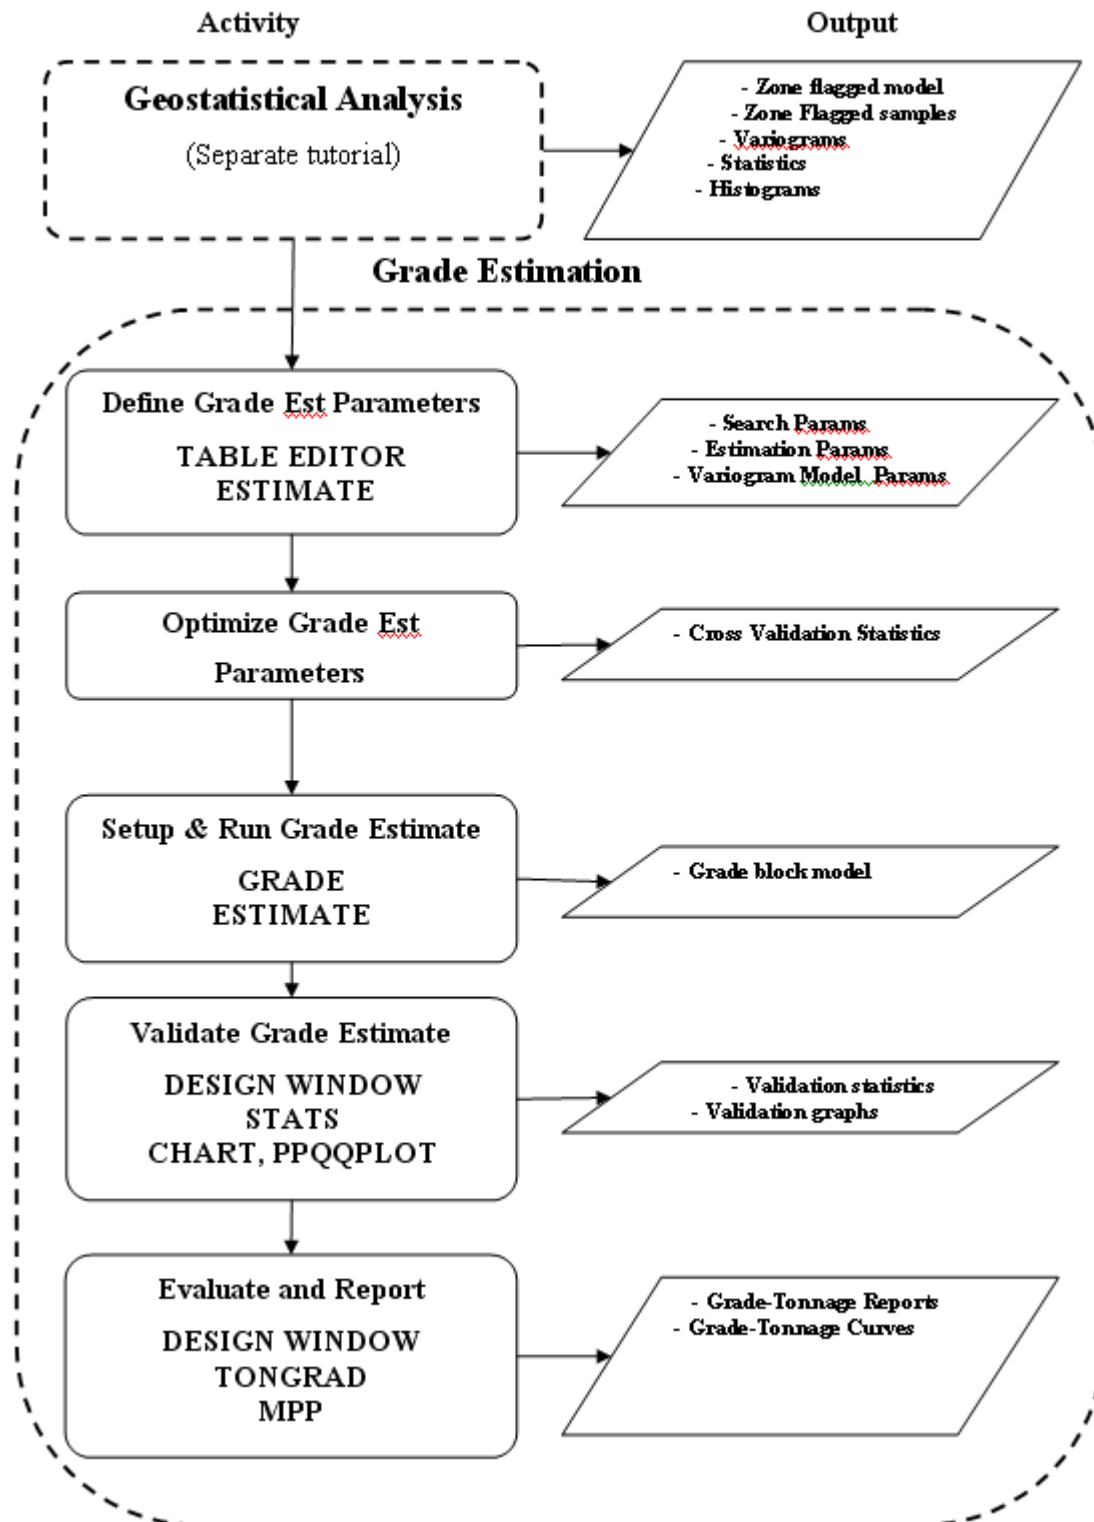 Activity
Output
Geostatistical Analysis
(Separate tutorial)
- Zone flagged model
- Zone Flagged samples
- Variograms
- Statistics
- Histograms
Grade Estimation
Define Grade Est Parameters
TABLE EDITOR
ESTIMATE
- Search Params
- Estimation Params
- Variogram Model Params
Optimize Grade Est
Parameters
- Cross Validation Statistics
Setup & Run Grade Estimate
GRADE
ESTIMATE
- Grade block model
Validate Grade Estimate
DESIGN WINDOW
STATS
CHART, PPQQPLOT
- Validation statistics
- Validation graphs
Evaluate and Report
DESIGN WINDOW
TONGRAD
MPP
- Grade-Tonnage Reports
- Grade-Tonnage Curves